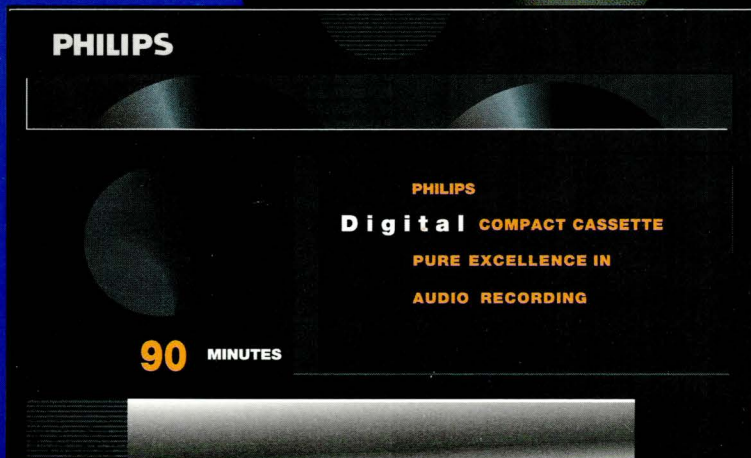 PHILIPS
PHILIPS
Digital COMPACT CASSETTE
PURE EXCELLENCE IN
AUDIO RECORDING
90 MINUTES